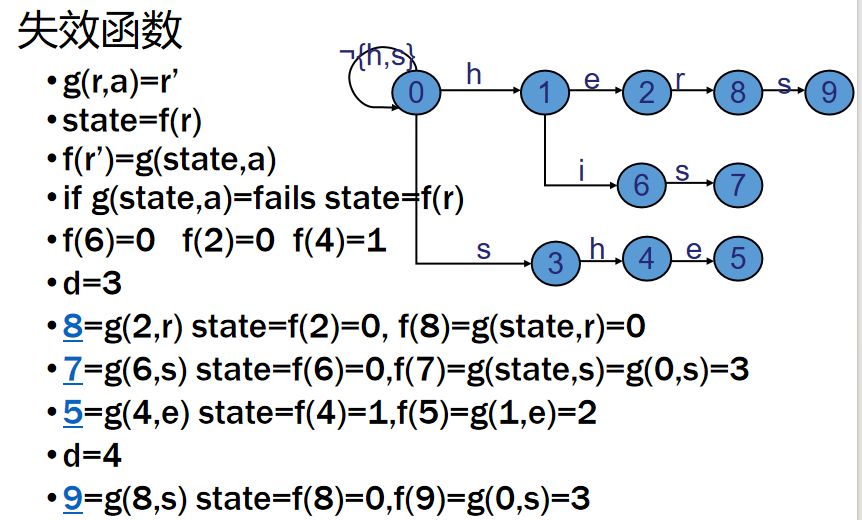 失效函数
•g(r,a)=r’
•state=f(r)
•f(r’)=g(state,a)
•if g(state,a)=fails state=f(r)
•f(6)=0 f(2)=0 f(4)=1
•d=3
•8=g(2,r) state=f(2)=0, f(8)=g(state,r)=0
•7=g(6,s) state=f(6)=0,f(7)=g(state,s)=g(0,s)=3
•5=g(4,e) state=f(4)=1,f(5)=g(1,e)=2
•d=4
•9=g(8,s) state=f(8)=0,f(9)=g(0,s)=3
¬{h,s}
0 h 1 e 2 r 8 s 9
i 6 s 7
s 3 h 4 e 5